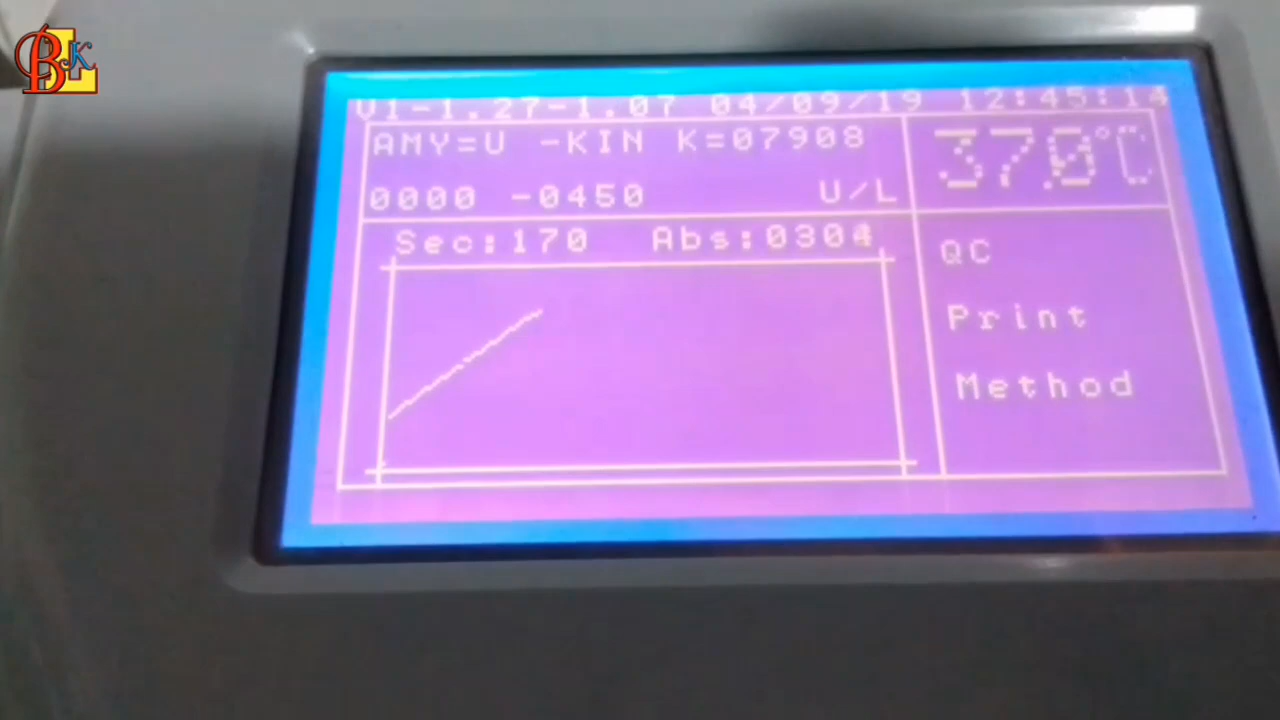 BLK
V1-1.27-1.07 04/09/19 12:45:14
AMY=U -KIN K=07908
37.0°C
0000 -0450 U/L
Sec:170 Abs:0304
QC
Print
Method